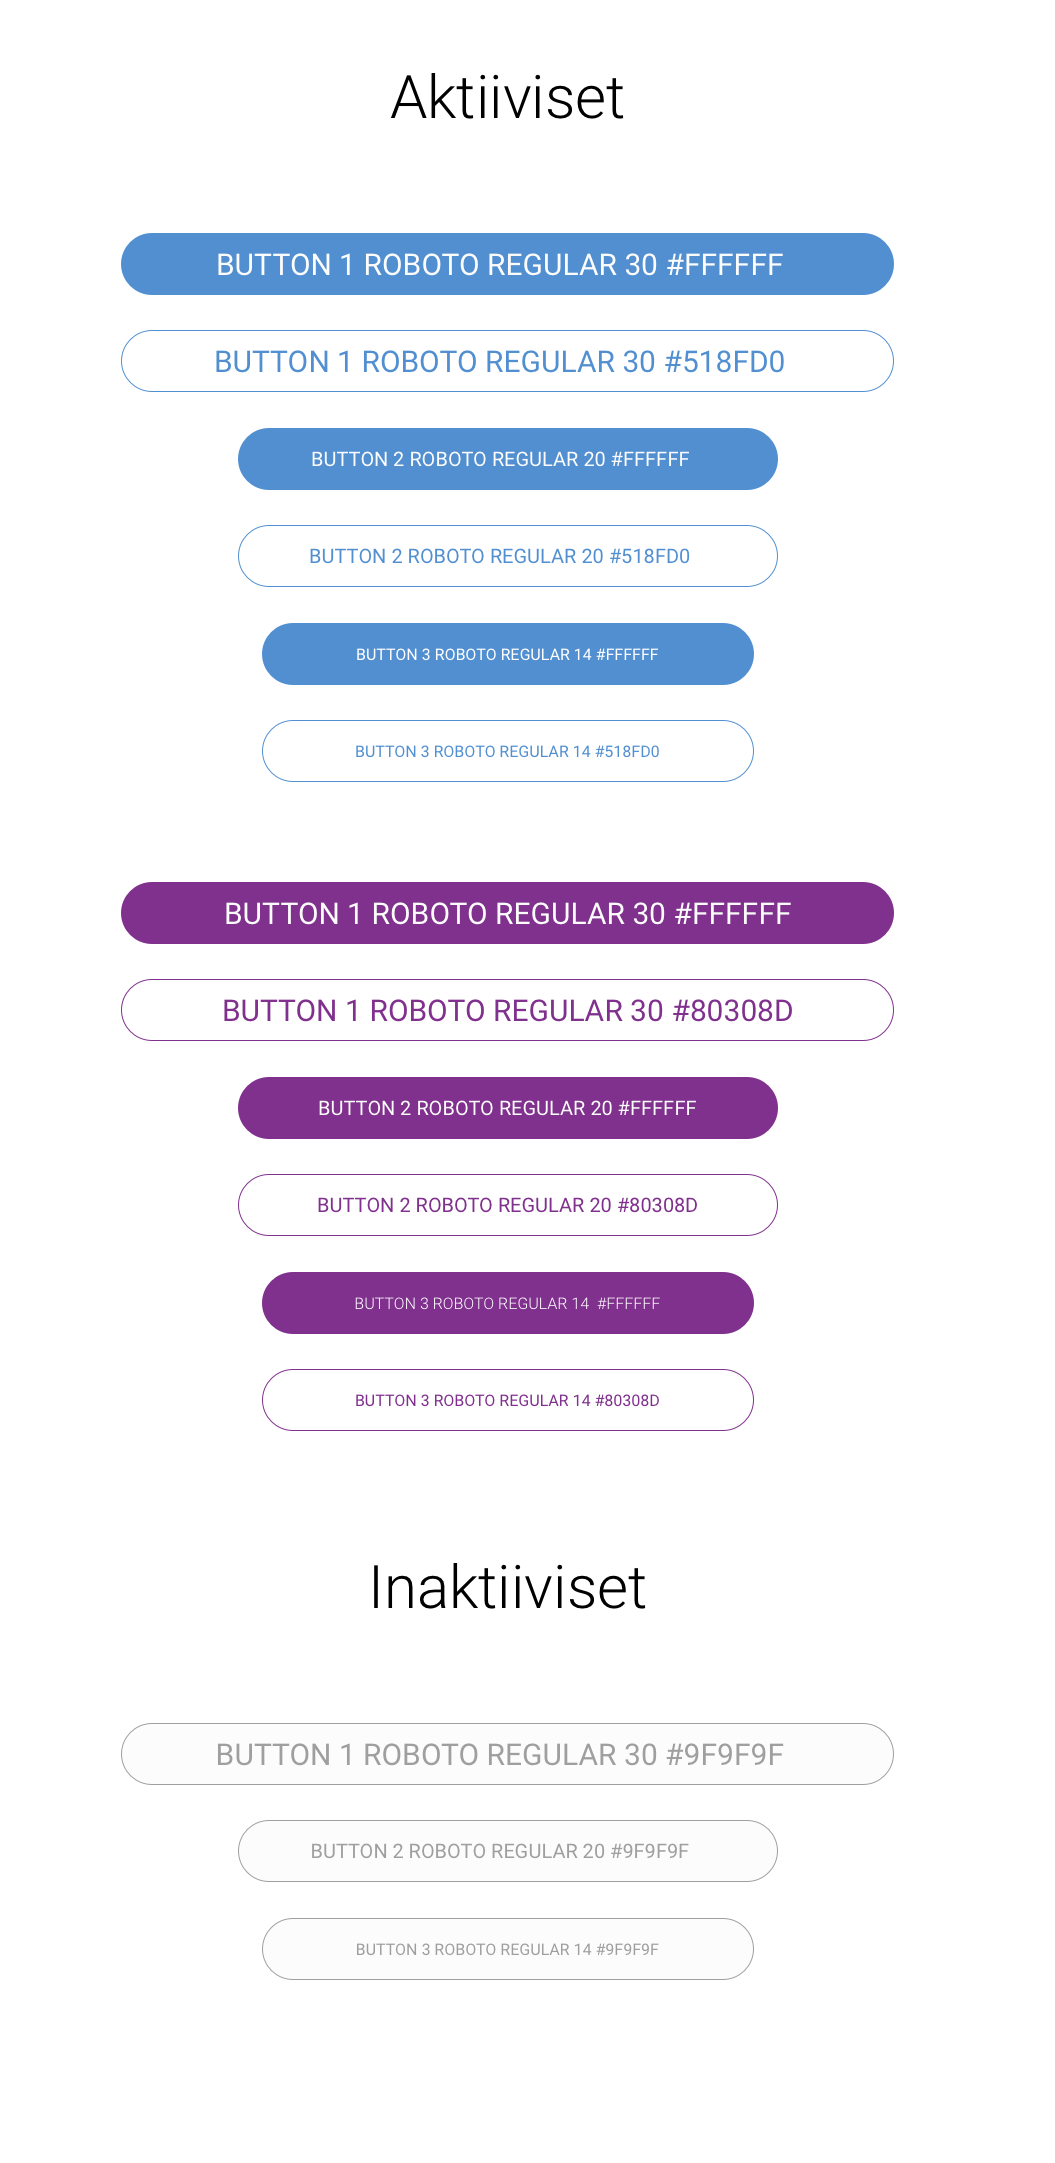 Aktiiviset
BUTTON 1 ROBOTO REGULAR 30 #FFFFFF
BUTTON 1 ROBOTO REGULAR 30 #518FD0
BUTTON 2 ROBOTO REGULAR 20 #FFFFFF
BUTTON 2 ROBOTO REGULAR 20 #518FD0
BUTTON 3 ROBOTO REGULAR 14 #FFFFFF
BUTTON 3 ROBOTO REGULAR 14 #518FD0
BUTTON 1 ROBOTO REGULAR 30 #FFFFFF
BUTTON 1 ROBOTO REGULAR 30 #80308D
BUTTON 2 ROBOTO REGULAR 20 #FFFFFF
BUTTON 2 ROBOTO REGULAR 20 #80308D
BUTTON 3 ROBOTO REGULAR 14  #FFFFFF
BUTTON 3 ROBOTO REGULAR 14 #80308D
Inaktiiviset
BUTTON 1 ROBOTO REGULAR 30 #9F9F9F
BUTTON 2 ROBOTO REGULAR 20 #9F9F9F
BUTTON 3 ROBOTO REGULAR 14 #9F9F9F